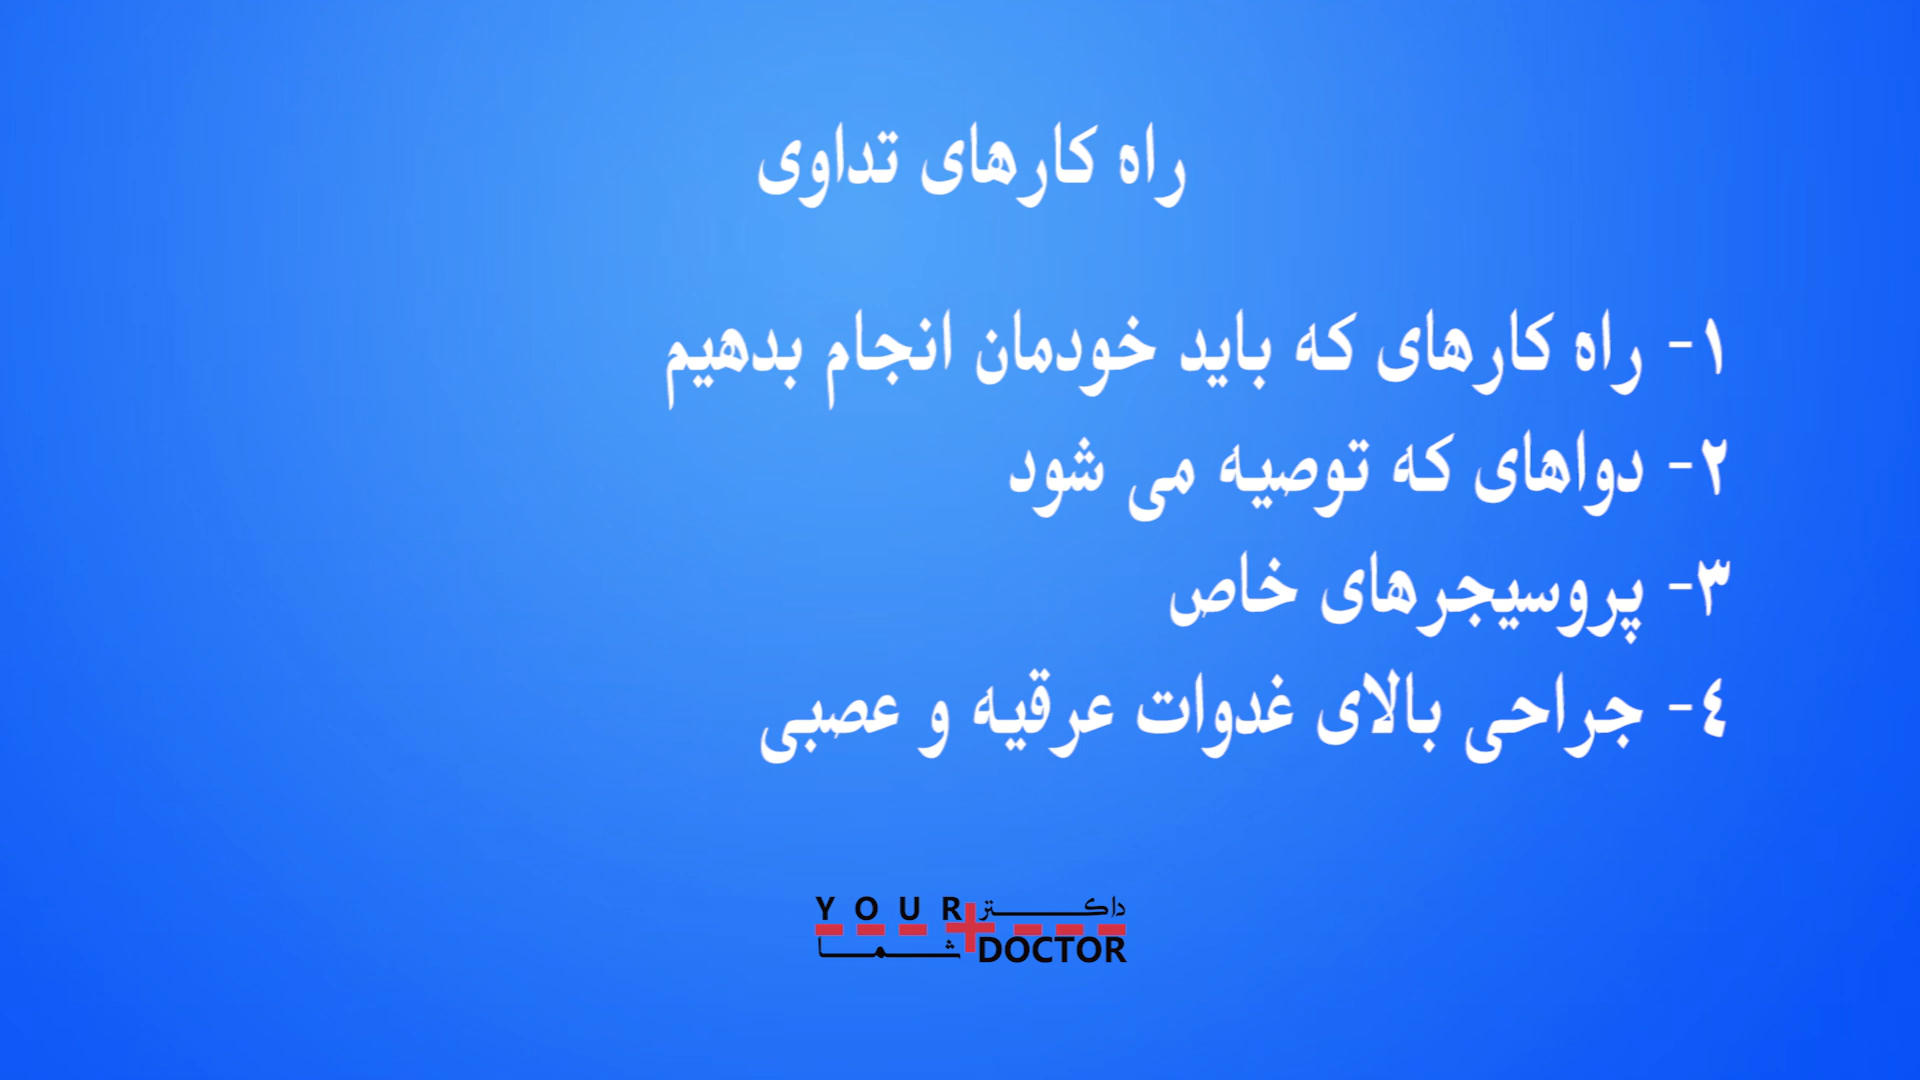 راه کارهای تداوی
۱- راه کارهای که باید خودمان انجام بدهیم
۲- دواهای که توصیه می شود
۳- پروسیجرهای خاص
٤- جراحی بالای غدوات عرقیه و عصبی
YOUR داکتر
شما DOCTOR